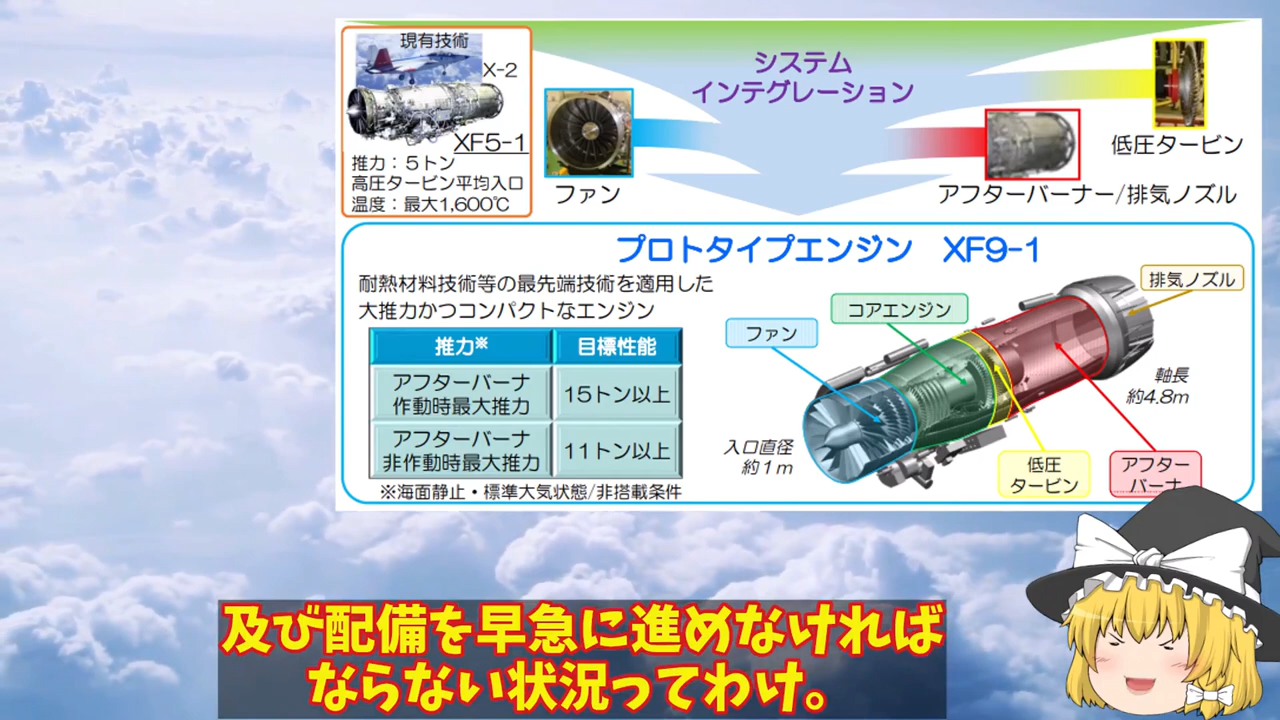 現有技術
X-2
XF5-1
推力：５トン
高圧タービン平均入口
温度：最大1,600℃
ファン
システム
インテグレーション
低圧タービン
アフターバーナー/排気ノズル
プロトタイプエンジン　XF9-1
耐熱材料技術等の最先端技術を適用した
大推力かつコンパクトなエンジン
推力※
目標性能
アフターバーナ
作動時最大推力
15トン以上
アフターバーナ
非作動時最大推力
11トン以上
※海面静止・標準大気状態/非搭載条件
ファン
コアエンジン
排気ノズル
軸長
約4.8m
入口直径
約１ｍ
低圧
タービン
アフター
バーナ
及び配備を早急に進めなければ
ならない状況ってわけ。